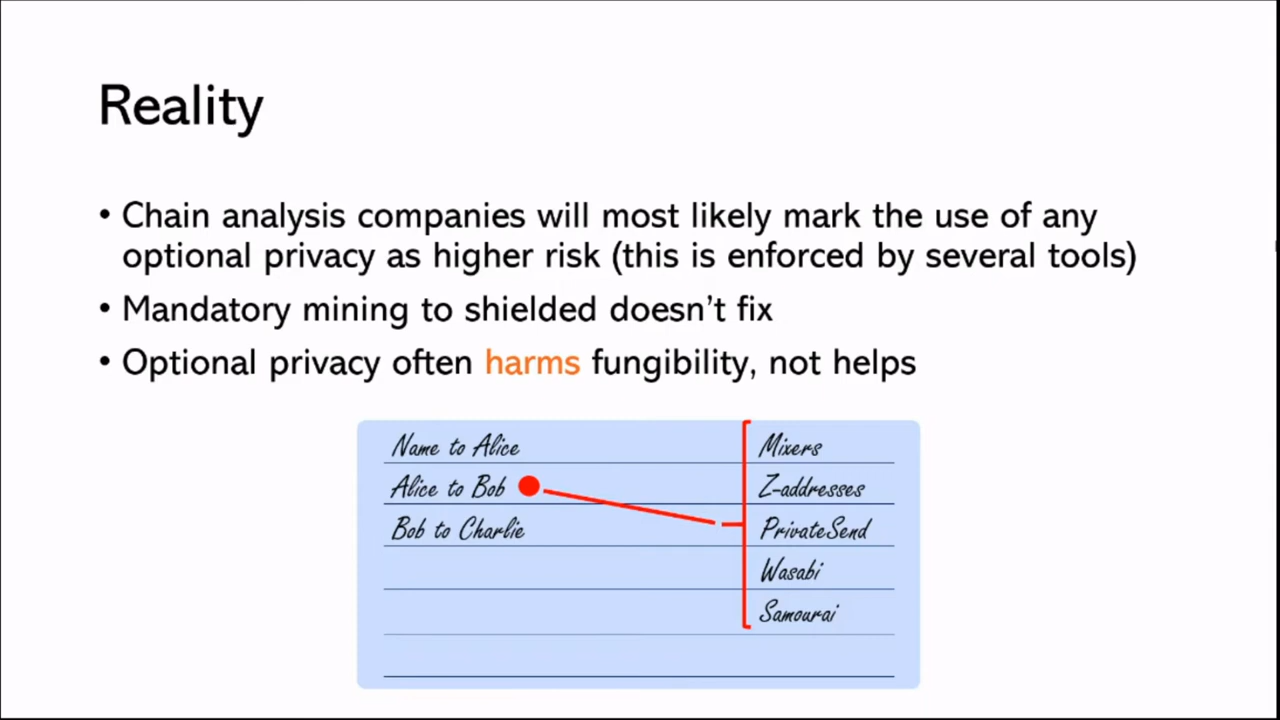 Reality
• Chain analysis companies will most likely mark the use of any
optional privacy as higher risk (this is enforced by several tools)
• Mandatory mining to shielded doesn’t fix
• Optional privacy often harms fungibility, not helps
Name to Alice
Alice to Bob
Bob to Charlie
Mixers
Z-addresses
PrivateSend
Wasabi
Samourai